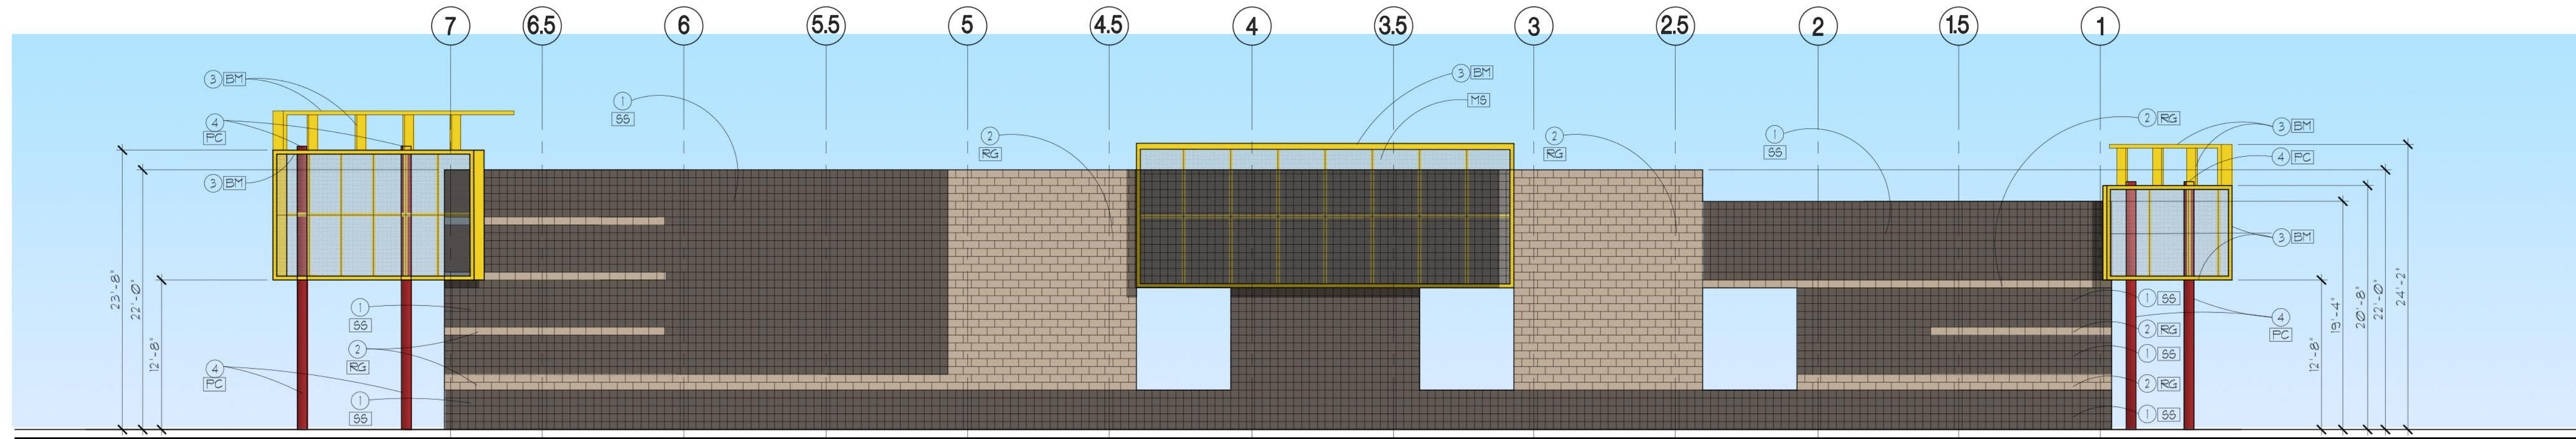 7 6.5 6 5.5 5 4.5 4 3.5 3 2.5 2 1.5 1
3 BM
1
SS
3 BM
MS
4
PC
2
RG
2
RG
1
SS
2 RG
3 BM
4 PC
3 BM
3 BM
1
SS
2
RG
4
PC
1
SS
1 SS
2 RG
4
PC
1 SS
2 RG
1 SS
23'-8"
22'-0"
12'-8"
12'-8"
19'-4"
20'-8"
22'-0"
24'-2"